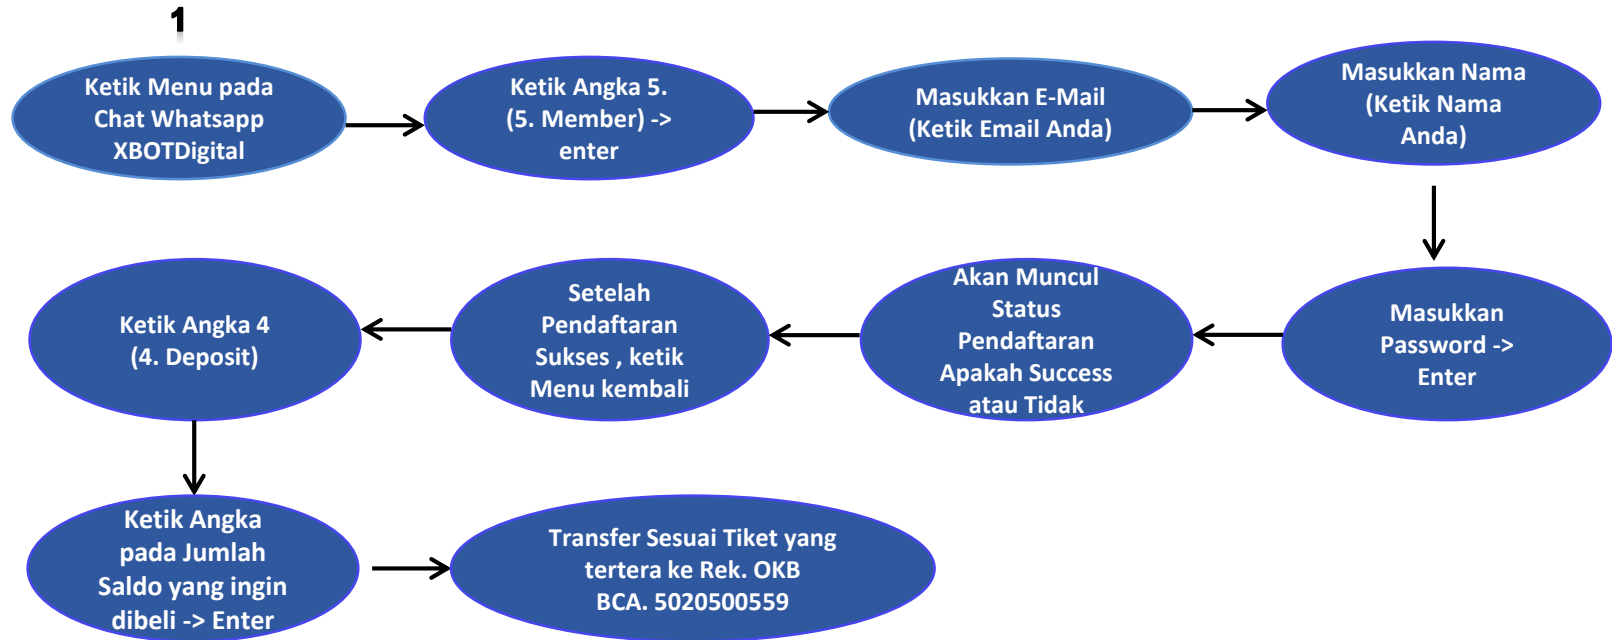 1
Ketik Menu pada
Chat Whatsapp
XBOTDigital
Ketik Angka 5.
(5. Member) ->
enter
Masukkan E-Mail
(Ketik Email Anda)
Masukkan Nama
(Ketik Nama
Anda)
Masukkan
Password ->
Enter
Akan Muncul
Status
Pendaftaran
Apakah Success
atau Tidak
Setelah
Pendaftaran
Sukses , ketik
Menu kembali
Ketik Angka 4
(4. Deposit)
Ketik Angka
pada Jumlah
Saldo yang ingin
dibeli -> Enter
Transfer Sesuai Tiket yang
tertera ke Rek. OKB
BCA. 5020500559